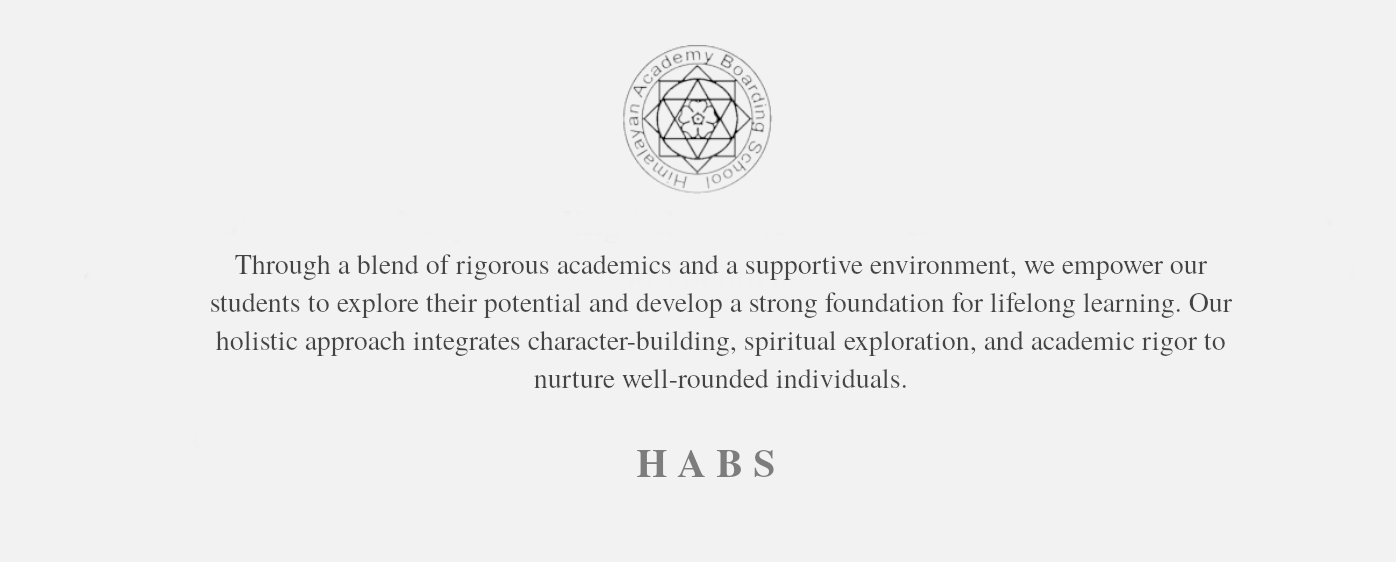 Himalayan Academy Boarding School
Through a blend of rigorous academics and a supportive environment, we empower our
students to explore their potential and develop a strong foundation for lifelong learning. Our
holistic approach integrates character-building, spiritual exploration, and academic rigor to
nurture well-rounded individuals.
HABS